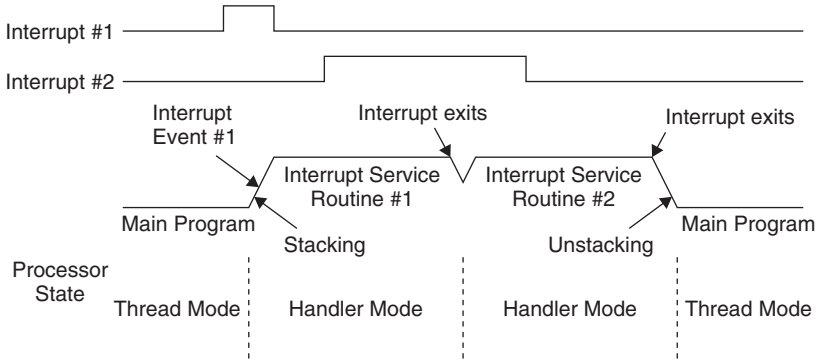 Interrupt #1
Interrupt #2
Interrupt
Event #1
Interrupt exits
Interrupt exits
Interrupt Service
Routine #1
Interrupt Service
Routine #2
Main Program
Stacking
Unstacking
Main Program
Processor
State
Thread Mode
Handler Mode
Handler Mode
Thread Mode